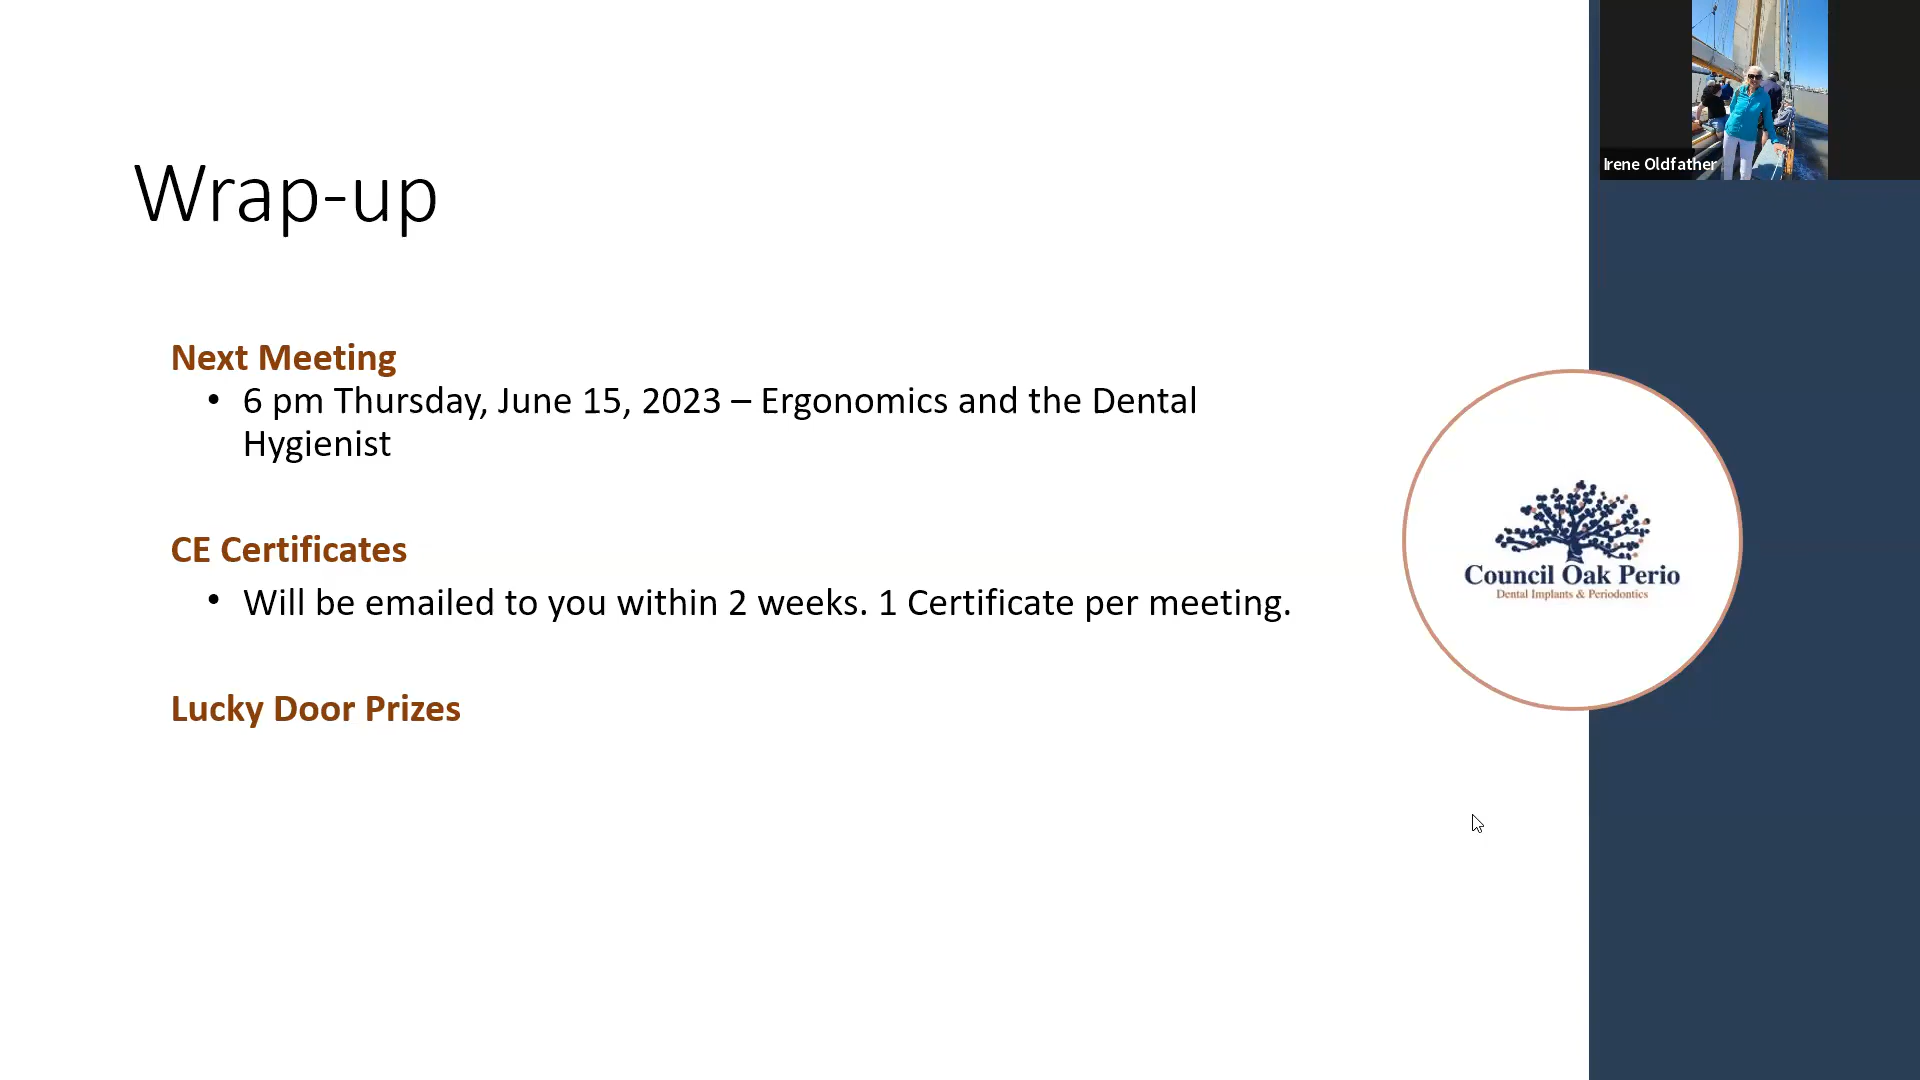 Irene Oldfather
Wrap-up
Next Meeting
• 6 pm Thursday, June 15, 2023 – Ergonomics and the Dental
Hygienist
CE Certificates
• Will be emailed to you within 2 weeks. 1 Certificate per meeting.
Lucky Door Prizes
Council Oak Perio
Dental Implants & Periodontics